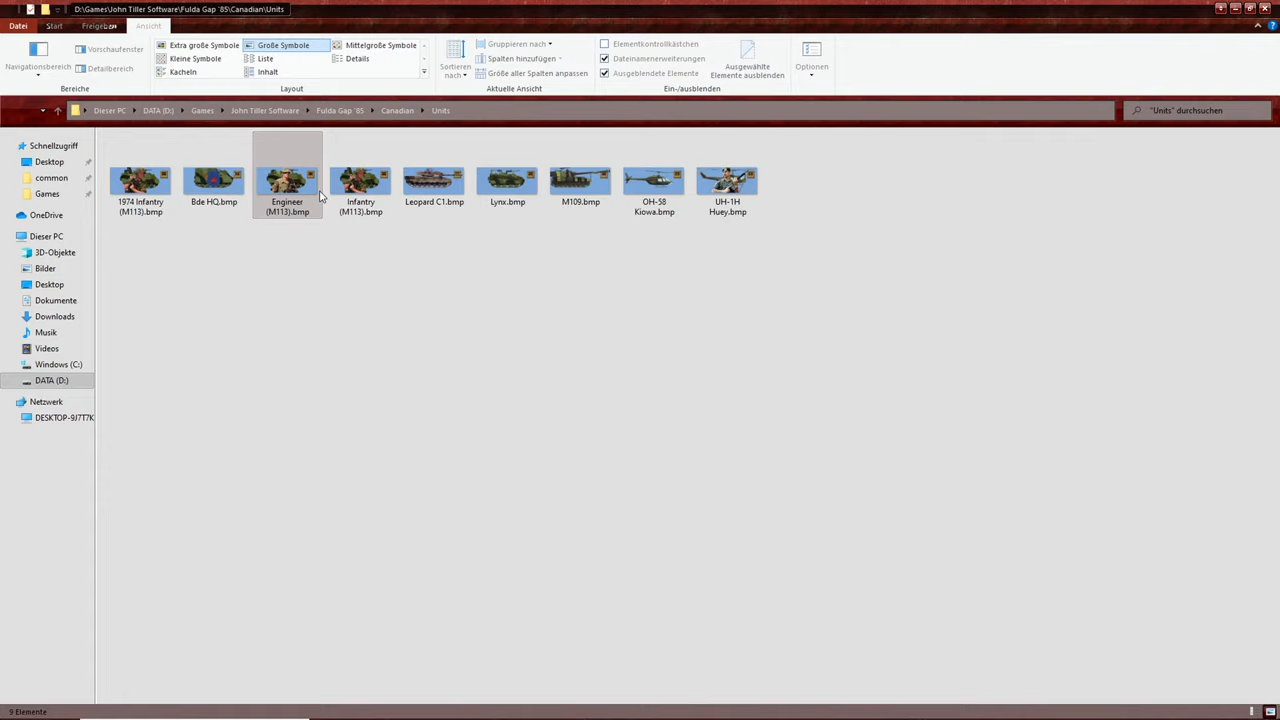 D:\Games\John Tiller Software\Fulda Gap '85\Canadian\Units
Datei Start Freigeben Ansicht
Navigationsbereich
Vorschaufenster
Detailbereich
Bereiche
Extra große Symbole Große Symbole Mittelgroße Symbole
Kleine Symbole Liste Details
Kacheln Inhalt
Layout
Sortieren nach
Gruppieren nach
Spalten hinzufügen
Größe aller Spalten anpassen
Aktuelle Ansicht
Elementkontrollkästchen
Dateinamenerweiterungen
Ausgeblendete Elemente
Ausgewählte Elemente ausblenden
Ein-/ausblenden
Optionen
Dieser PC DATA (D:) Games John Tiller Software Fulda Gap '85 Canadian Units
"Units" durchsuchen
Schnellzugriff
Desktop
common
Games
OneDrive
Dieser PC
3D-Objekte
Bilder
Desktop
Dokumente
Downloads
Musik
Videos
Windows (C:)
DATA (D:)
Netzwerk
DESKTOP-9J7T7K
1974 Infantry
(M113).bmp
Bde HQ.bmp
Engineer
(M113).bmp
Infantry
(M113).bmp
Leopard C1.bmp
Lynx.bmp
M109.bmp
OH-58
Kiowa.bmp
UH-1H
Huey.bmp
9 Elemente